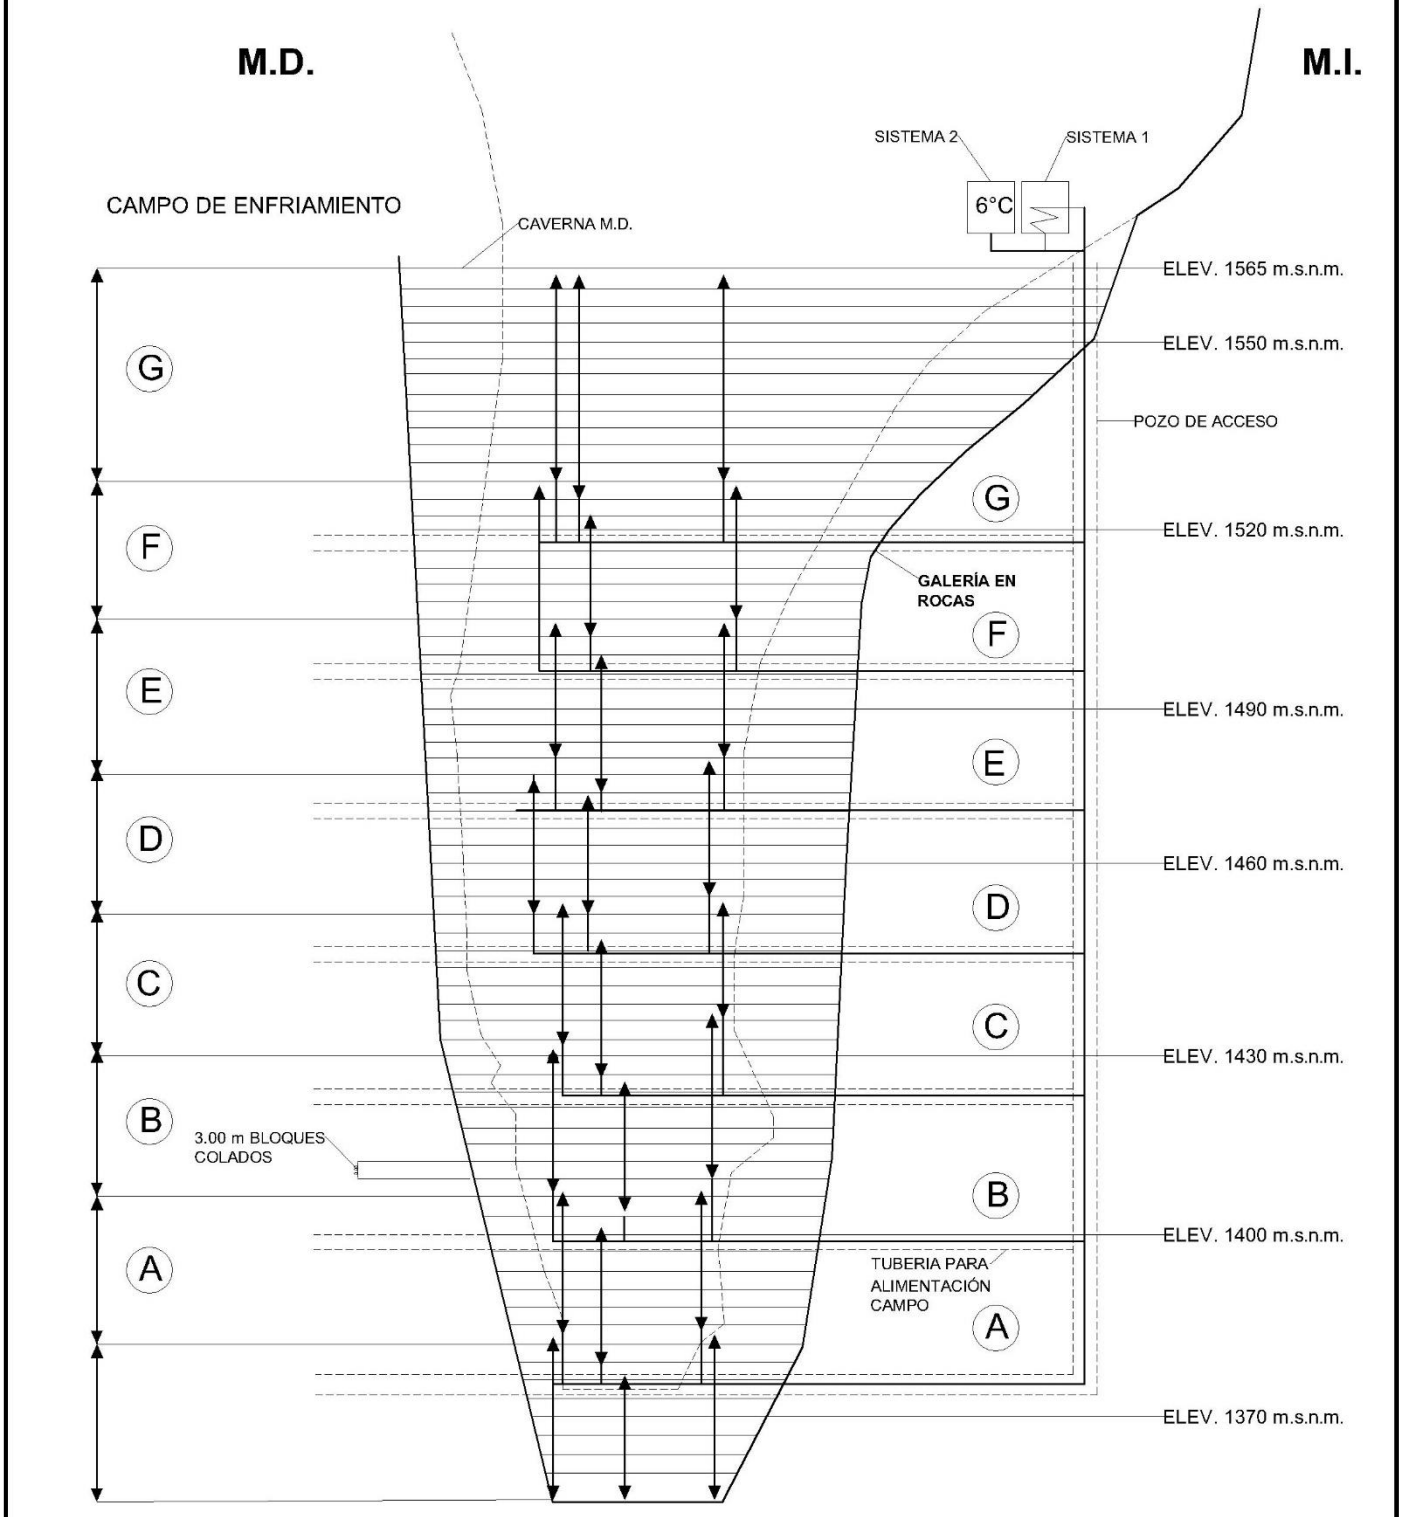 M.D.
M.I.
SISTEMA 2
SISTEMA 1
6°C
CAMPO DE ENFRIAMIENTO
CAVERNA M.D.
ELEV. 1565 m.s.n.m.
ELEV. 1550 m.s.n.m.
G
POZO DE ACCESO
G
ELEV. 1520 m.s.n.m.
F
GALERÍA EN
ROCAS
F
E
ELEV. 1490 m.s.n.m.
E
D
ELEV. 1460 m.s.n.m.
D
C
C
ELEV. 1430 m.s.n.m.
B
3.00 m BLOQUES
COLADOS
B
ELEV. 1400 m.s.n.m.
A
TUBERIA PARA
ALIMENTACIÓN
CAMPO
A
ELEV. 1370 m.s.n.m.